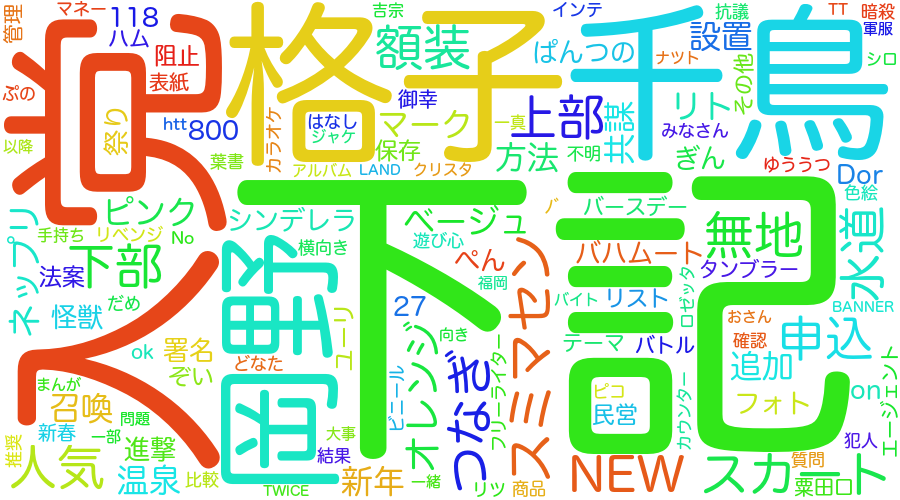 マネー
118
ハム
管理
阻止
表紙
ぷの
祭り
以降
党
人
格子
吉宗
額装
インテ
ぱんつの
ナット
千鳥
設置
抗議
TT
暗殺
軍服
シロ
その他
御幸
はなし
ジャケ
カラオケ
htt
800
葉書
マーク
一真
上部
共謀
リト
みなさん
保存
方法
不明
ぎん
ゆううつ
Dor
色絵
アルバム
LAND
クリスタ
下記
ピンク
シンデレラ
ベージュ
遊び心
バ
バースデー
無地
水道
手持ち
リベンジ
No
ネップリ
下部
法案
だめ
岡野
横向き
ぺん
福岡
バハムート
タンブラー
ロゼッタ
BANNER
怪獣
27
バイト
リスト
おさん
ok
署名
どなた
ユーリ
オレンジ
向き
スミマセン
テーマ
バトル
確認
申込
追加
ぞい
まんが
召喚
ビニール
つなぎ
フリーライター
ピコ
民営
カウンター
フォト
on
エージェント
新春
問題
一部
大事
犯人
推奨
人気
進撃
結果
温泉
比較
TWICE
新年
一緒
リツ
商品
NEW
スカート
質問
粟田口